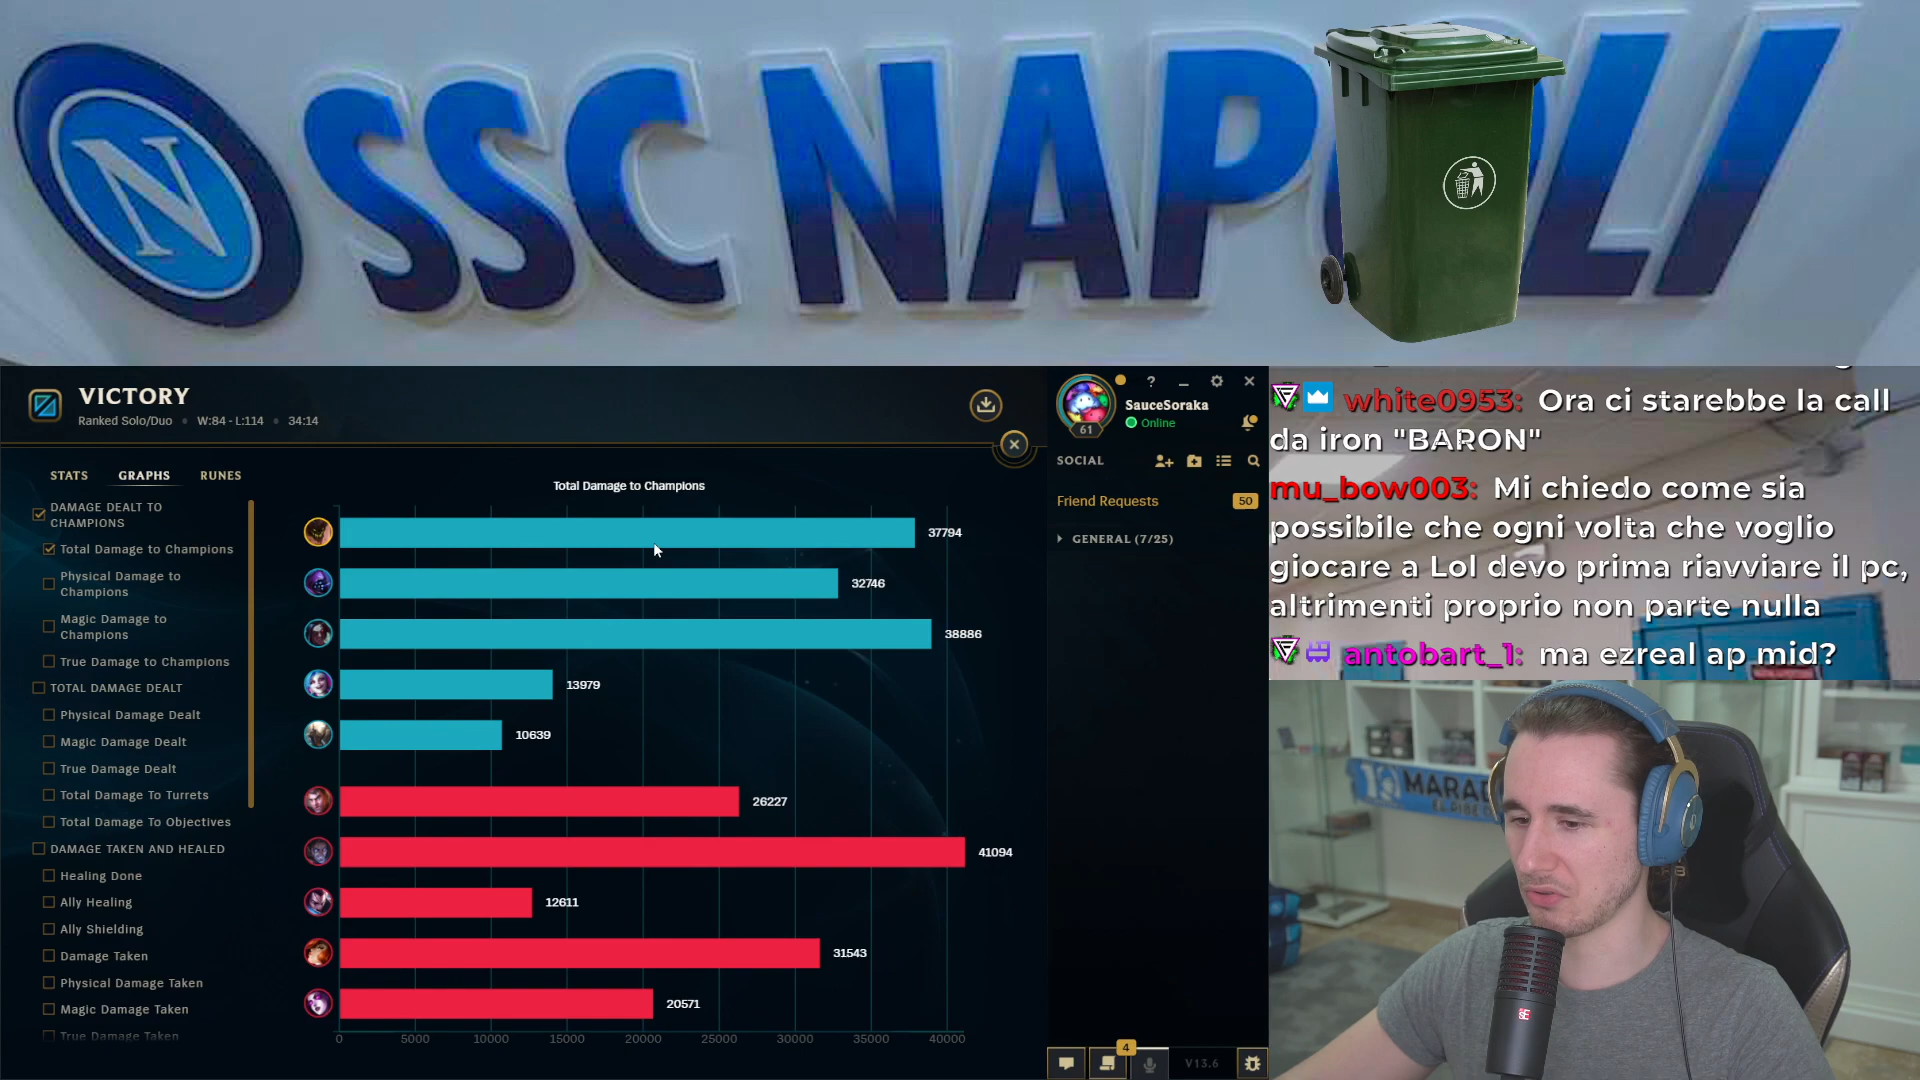 SSC NAPOLI
N
VICTORY
Ranked Solo/Duo • W:84 - L:114 • 34:14
STATS GRAPHS RUNES
DAMAGE DEALT TO
CHAMPIONS
Total Damage to Champions
Physical Damage to
Champions
Magic Damage to
Champions
True Damage to Champions
TOTAL DAMAGE DEALT
Physical Damage Dealt
Magic Damage Dealt
True Damage Dealt
Total Damage To Turrets
Total Damage To Objectives
DAMAGE TAKEN AND HEALED
Healing Done
Ally Healing
Ally Shielding
Damage Taken
Physical Damage Taken
Magic Damage Taken
True Damage Taken
Total Damage to Champions
37794
32746
38886
13979
10639
26227
41094
12611
31543
20571
0 5000 10000 15000 20000 25000 30000 35000 40000
61
SauceSoraka
Online
SOCIAL
Friend Requests 50
GENERAL (7/25)
4
V13.6
white0953: Ora ci starebbe la call
da iron "BARON"
mu_bow003: Mi chiedo come sia
possibile che ogni volta che voglio
giocare a Lol devo prima riavviare il pc,
altrimenti proprio non parte nulla
antobart_1: ma ezreal ap mid?
10 MARAD
EL PIBE
sE